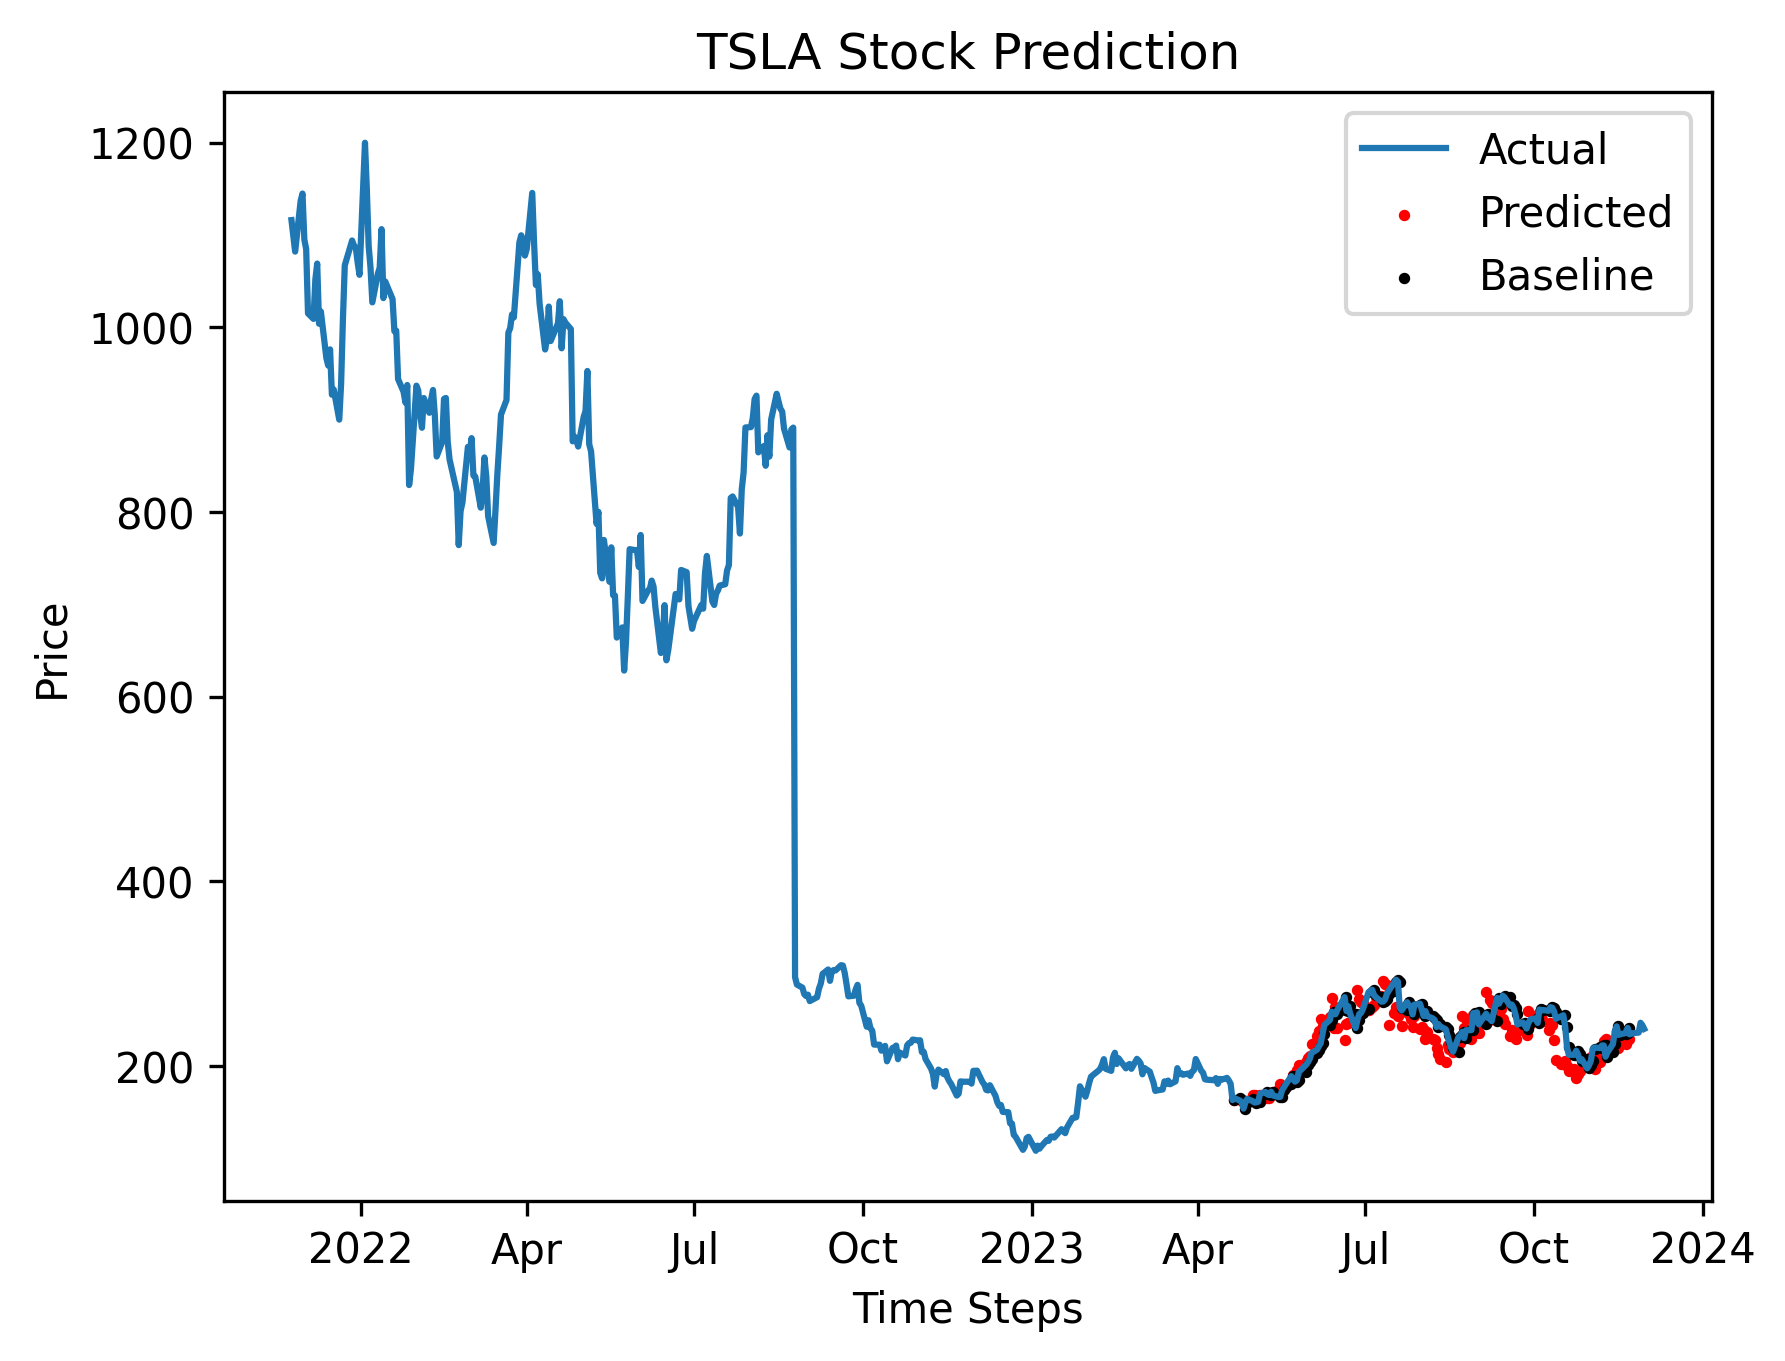 TSLA Stock Prediction
1200
1000
800
600
400
200
Price
Actual
Predicted
Baseline
2022 Apr Jul Oct 2023 Apr Jul Oct 2024
Time Steps